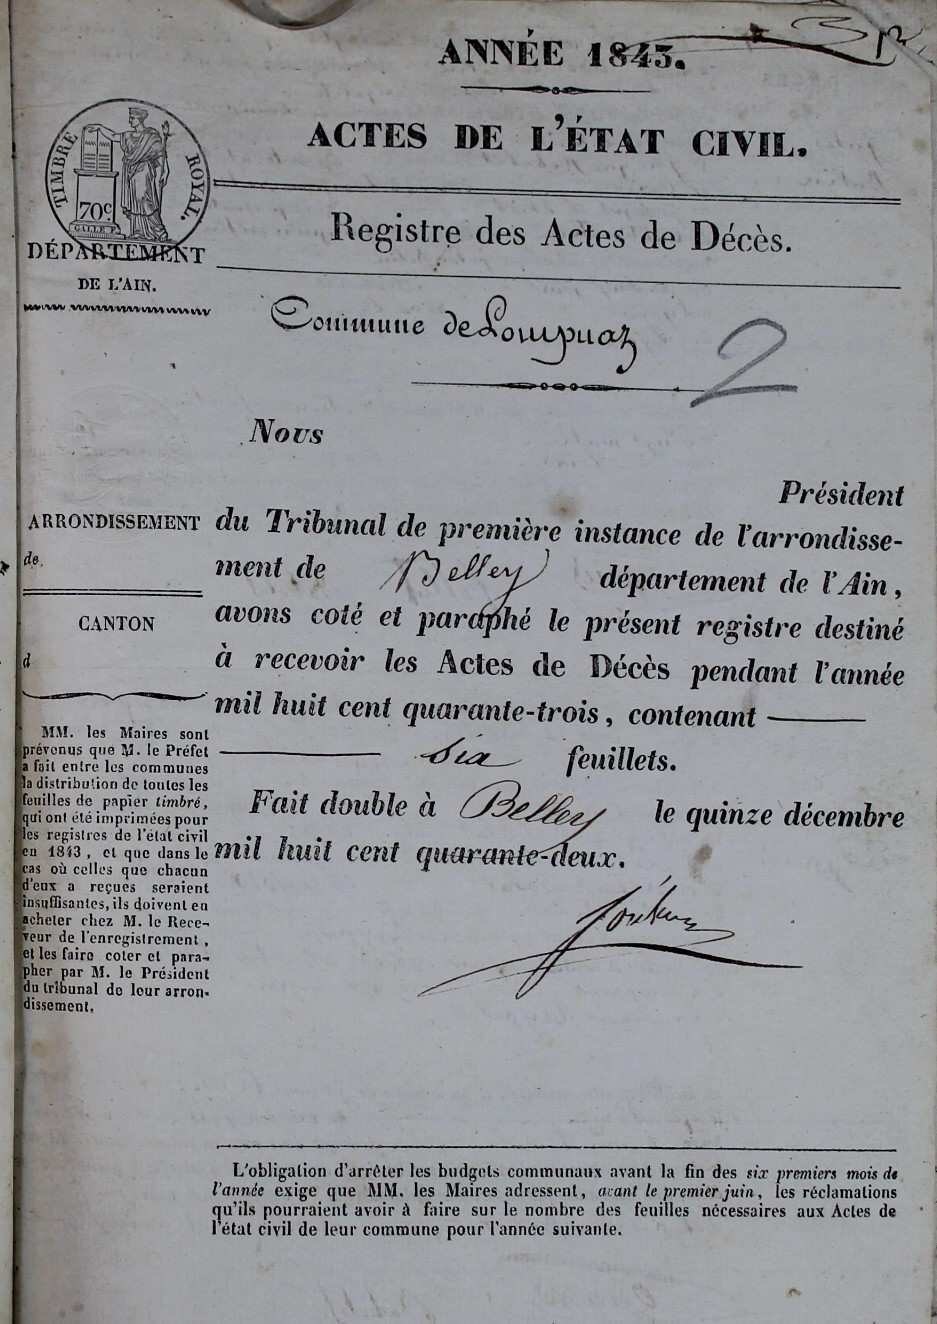 ANNÉE 1843.
ACTES DE L'ÉTAT CIVIL.
TIMBRE ROYAL.
70c
GALLE F
DÉPARTEMENT
DE L'AIN.
Registre des Actes de Décès.
Commune de Lompnaz
2
Nous
Président
ARRONDISSEMENT
de
CANTON
d
du Tribunal de première instance de l'arrondisse-
ment de Belley département de l'Ain,
avons coté et paraphé le présent registre destiné
à recevoir les Actes de Décès pendant l'année
mil huit cent quarante-trois, contenant
six feuillets.
Fait double à Belley le quinze décembre
mil huit cent quarante-deux.
MM. les Maires sont
prévenus que M. le Préfet
a fait entre les communes
la distribution de toutes les
feuilles de papier timbré,
qui ont été imprimées pour
les registres de l'état civil
en 1843, et que dans le
cas où celles que chacun
d'eux a reçues seraient
insuffisantes, ils doivent en
acheter chez M. le Rece-
veur de l'enregistrement,
et les faire coter et para-
pher par M. le Président
du tribunal de leur arron-
dissement.
L'obligation d'arrêter les budgets communaux avant la fin des six premiers mois de
l'année exige que MM. les Maires adressent, avant le premier juin, les réclamations
qu'ils pourraient avoir à faire sur le nombre des feuilles nécessaires aux Actes de
l'état civil de leur commune pour l'année suivante.